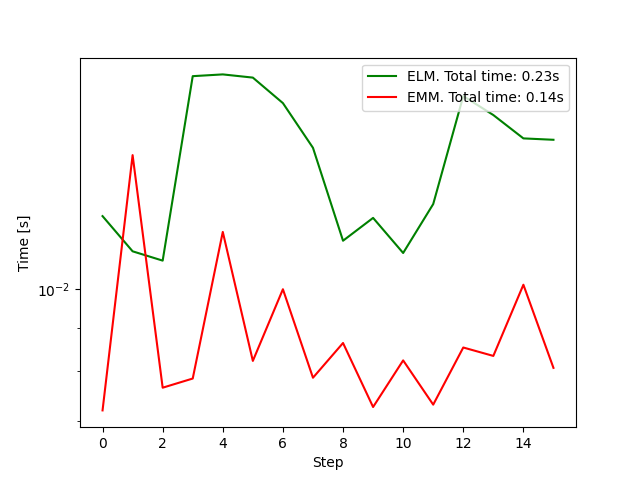 ELM. Total time: 0.23s
EMM. Total time: 0.14s
Time [s]
10⁻²
0 2 4 6 8 10 12 14
Step